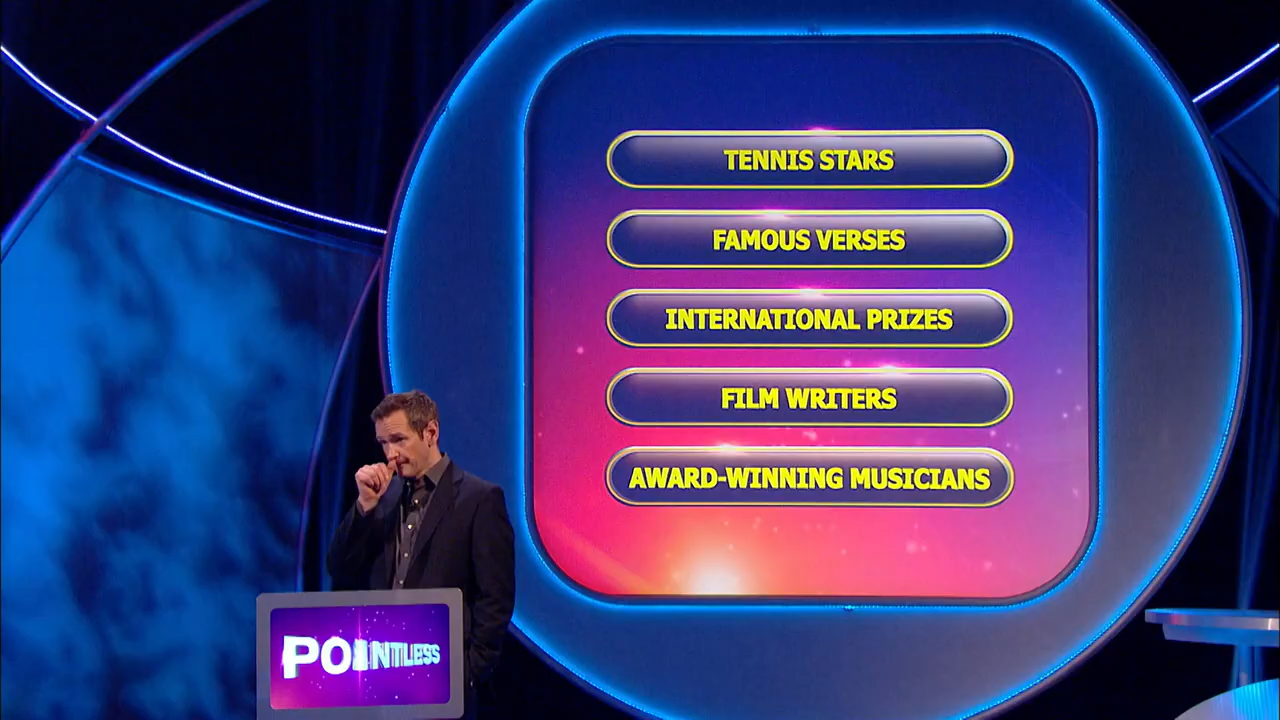 TENNIS STARS
FAMOUS VERSES
INTERNATIONAL PRIZES
FILM WRITERS
AWARD-WINNING MUSICIANS
POINTLESS